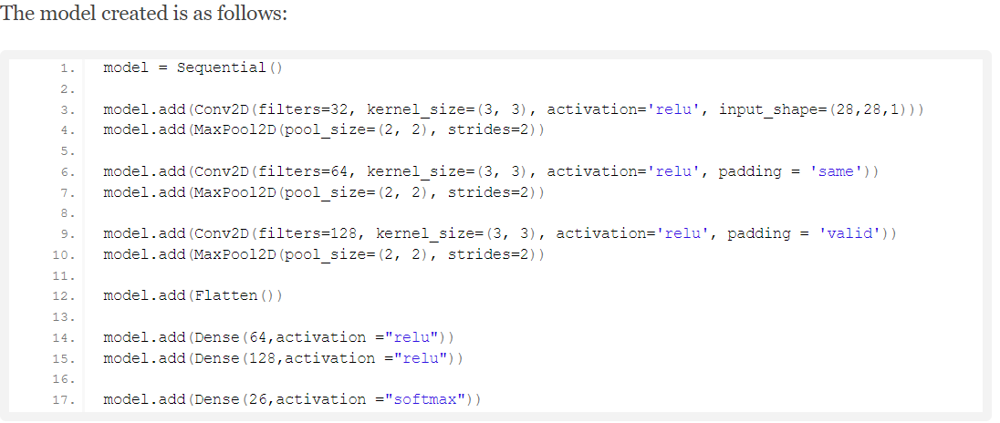 The model created is as follows:
1. model = Sequential()
2.
3. model.add(Conv2D(filters=32, kernel_size=(3, 3), activation='relu', input_shape=(28,28,1)))
4. model.add(MaxPool2D(pool_size=(2, 2), strides=2))
5.
6. model.add(Conv2D(filters=64, kernel_size=(3, 3), activation='relu', padding = 'same'))
7. model.add(MaxPool2D(pool_size=(2, 2), strides=2))
8.
9. model.add(Conv2D(filters=128, kernel_size=(3, 3), activation='relu', padding = 'valid'))
10. model.add(MaxPool2D(pool_size=(2, 2), strides=2))
11.
12. model.add(Flatten())
13.
14. model.add(Dense(64,activation ="relu"))
15. model.add(Dense(128,activation ="relu"))
16.
17. model.add(Dense(26,activation ="softmax"))